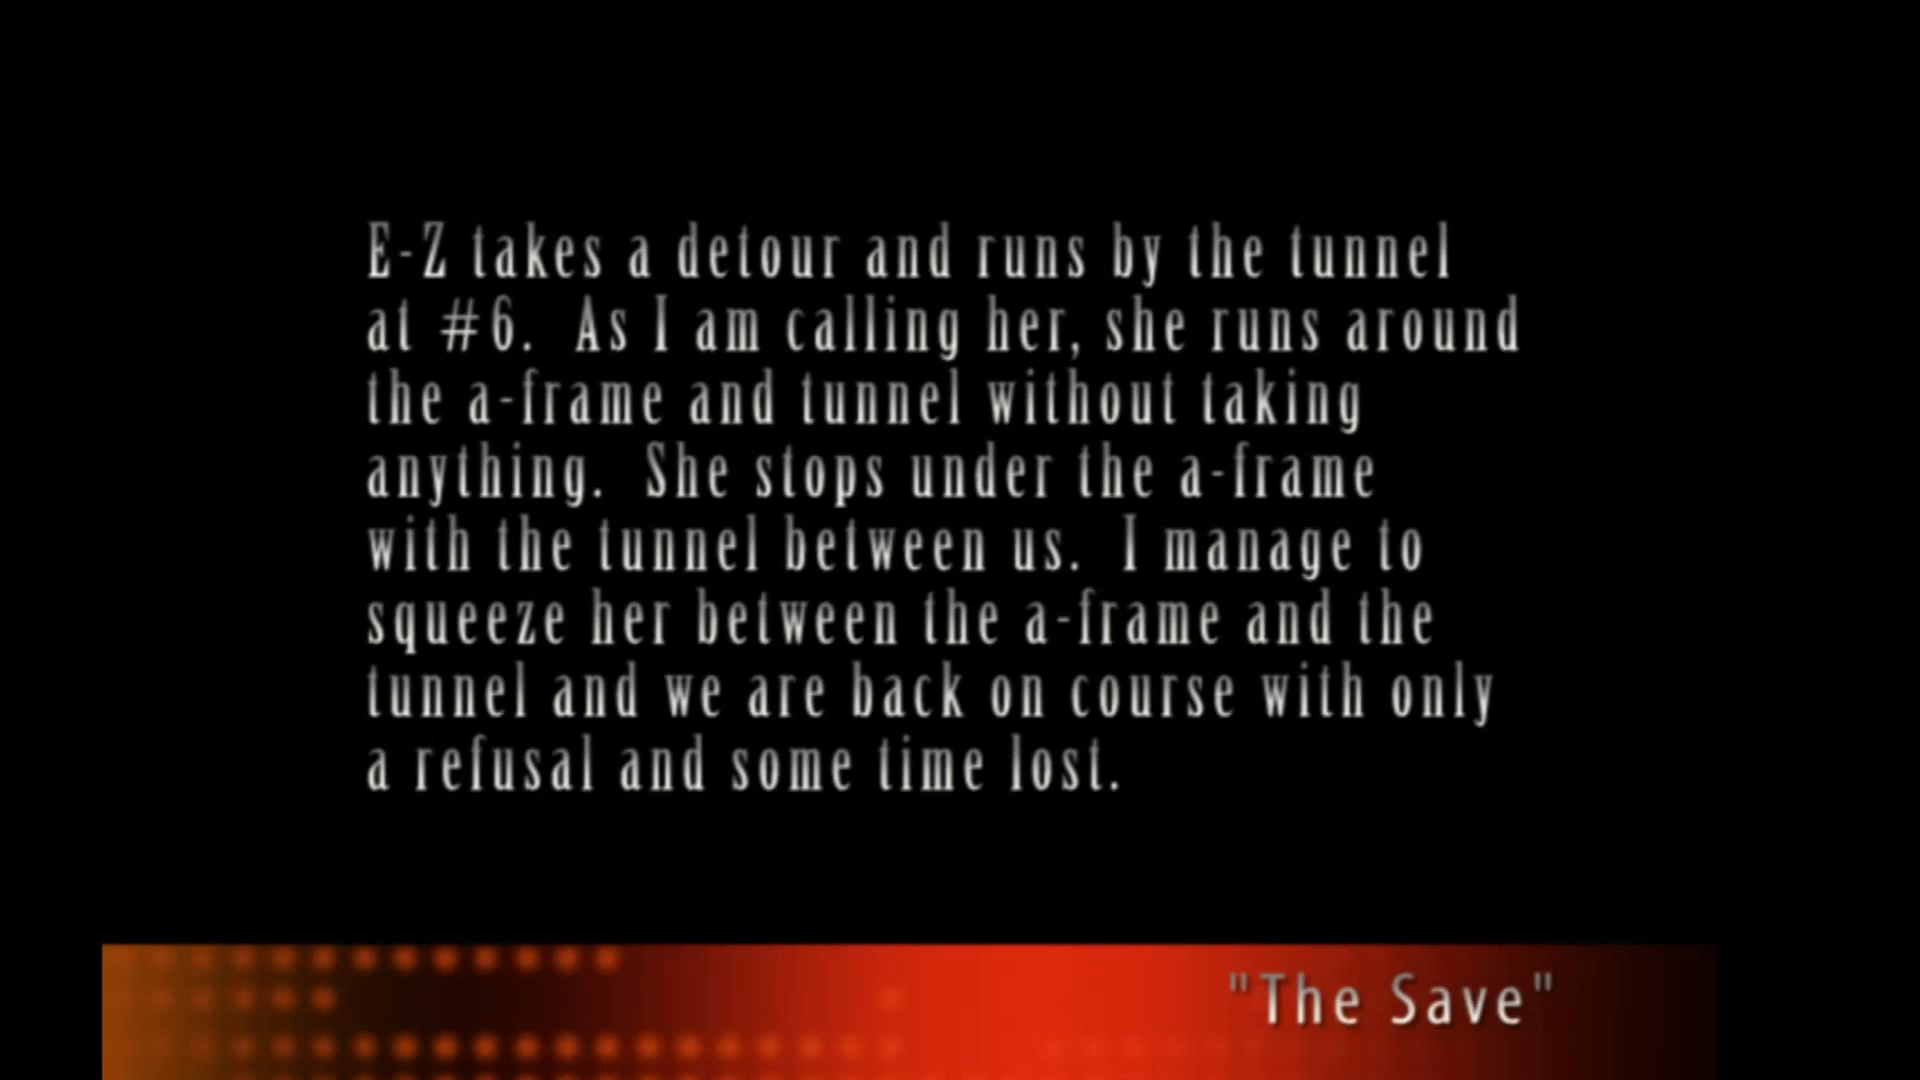 E-Z takes a detour and runs by the tunnel
at #6.  As I am calling her, she runs around
the a-frame and tunnel without taking
anything.  She stops under the a-frame
with the tunnel between us.  I manage to
squeeze her between the a-frame and the
tunnel and we are back on course with only
a refusal and some time lost.
"The Save"